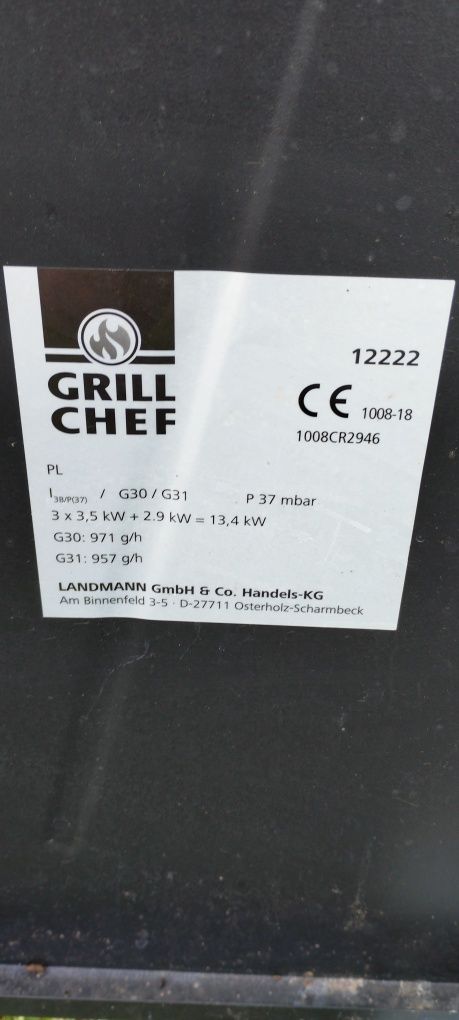 GRILL
CHEF
12222
CE 1008-18
1008CR2946
PL
I3B/P(37) / G30 / G31 P 37 mbar
3 x 3,5 kW + 2.9 kW = 13,4 kW
G30: 971 g/h
G31: 957 g/h
LANDMANN GmbH & Co. Handels-KG
Am Binnenfeld 3-5 · D-27711 Osterholz-Scharmbeck